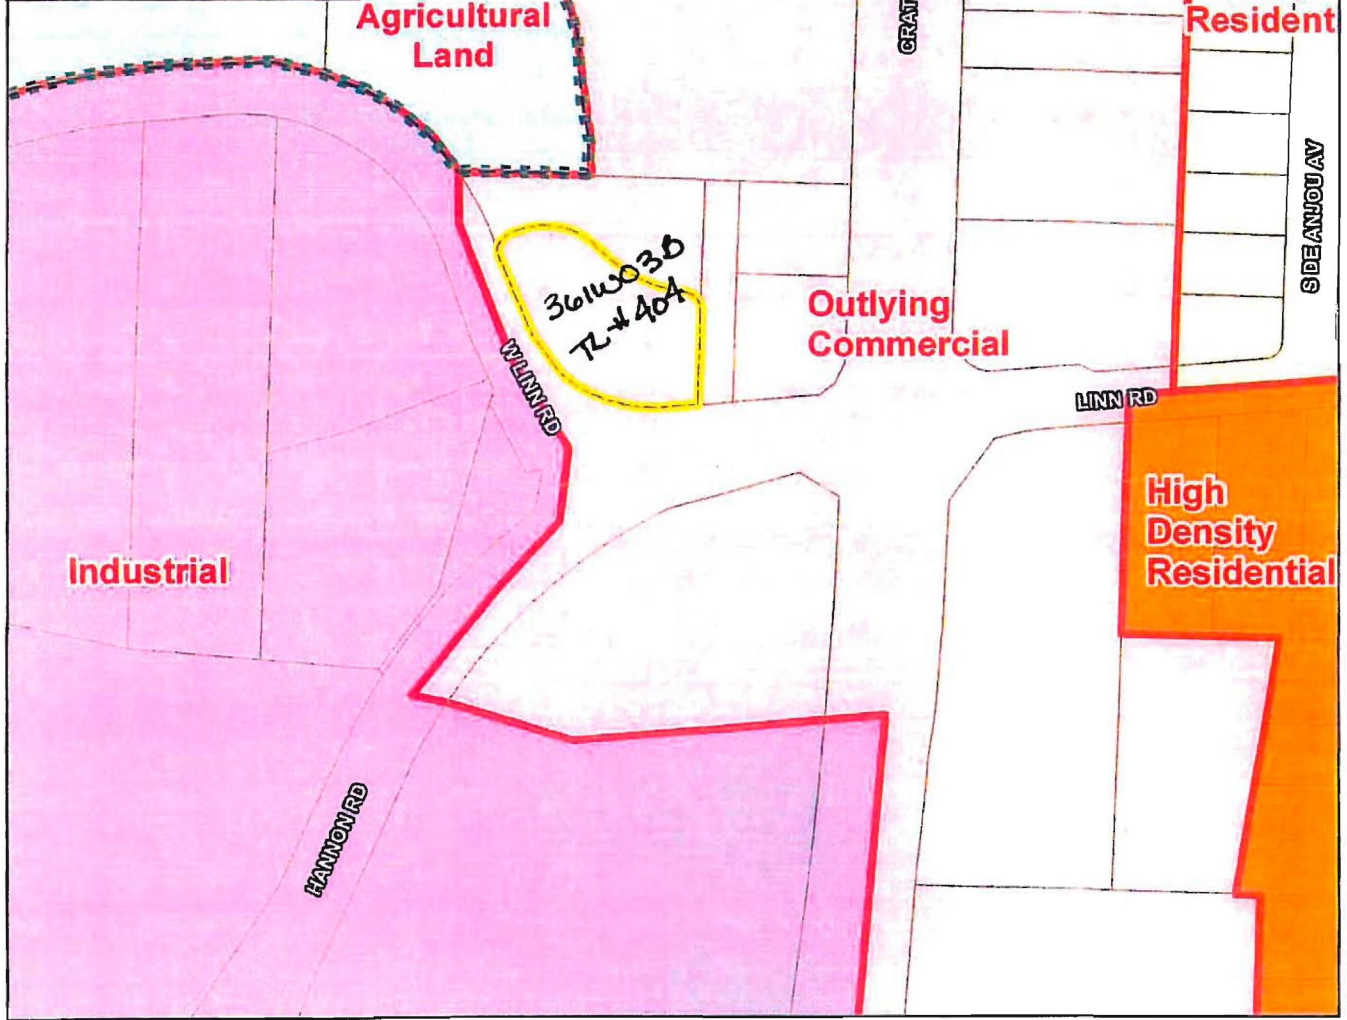 Agricultural
Land
CRAT
Resident
S DE ANJOU AV
361W03B
TL # 404
Outlying
Commercial
W LINN RD
LINN RD
High
Density
Residential
Industrial
HANNON RD